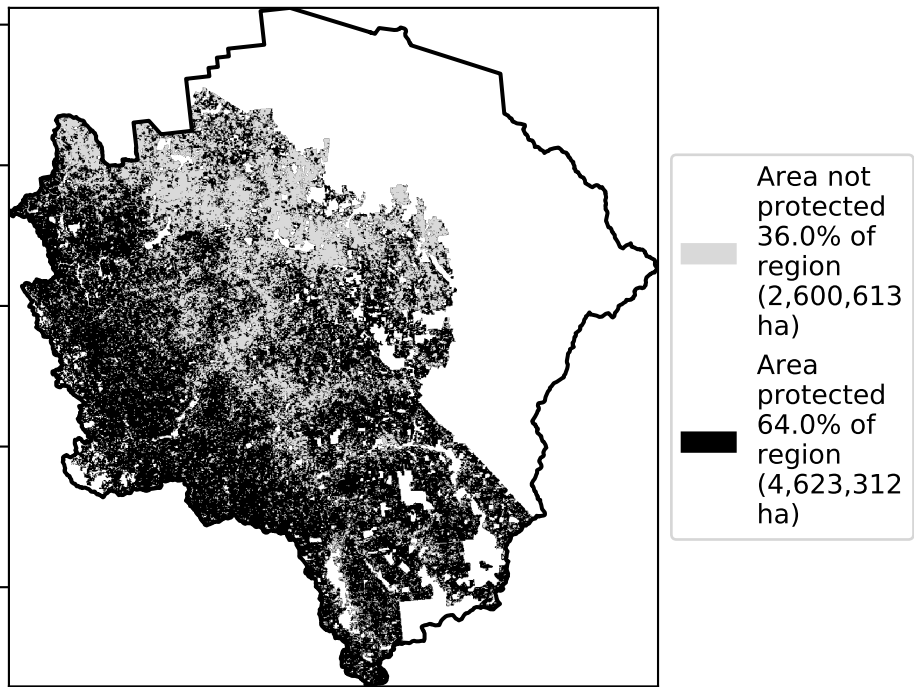 Area not
protected
36.0% of
region
(2,600,613
ha)
Area
protected
64.0% of
region
(4,623,312
ha)